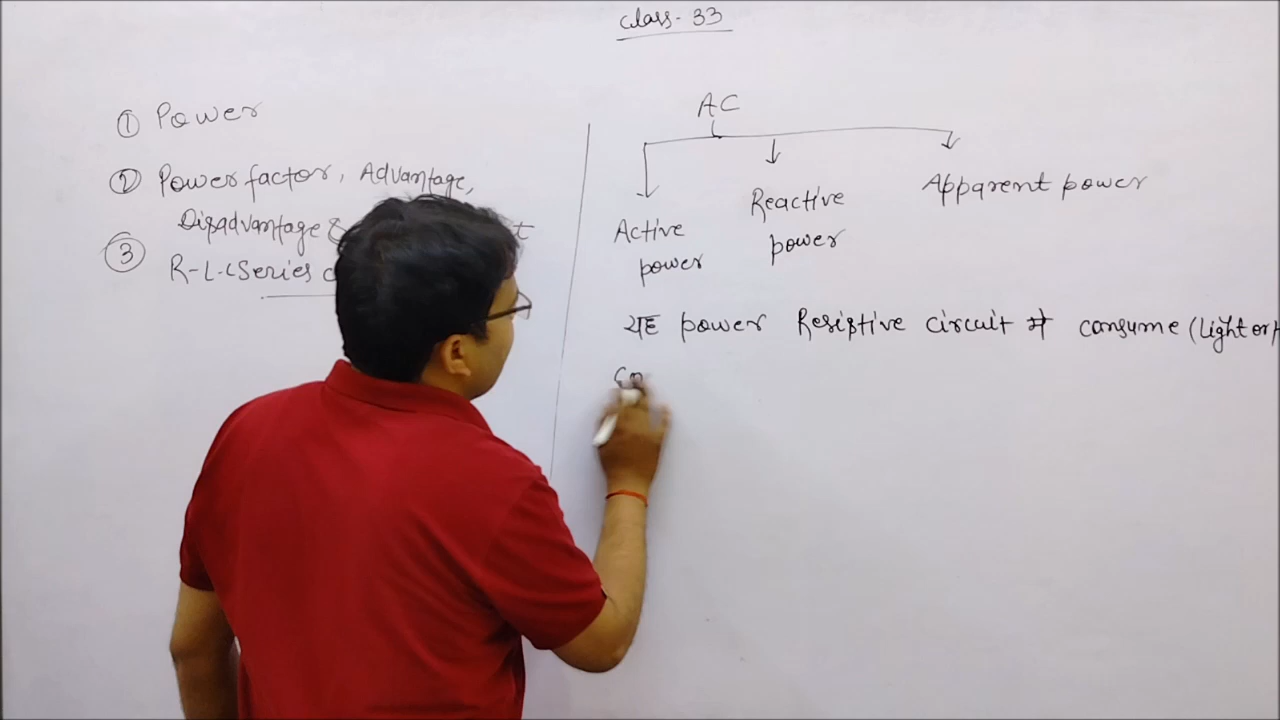 Class-33
① Power
② Power factor, Advantage,
Disadvantage &
③ R-L-C Series
AC
Active power
Reactive power
Apparent power
यह power Resistive circuit में consume (Light or